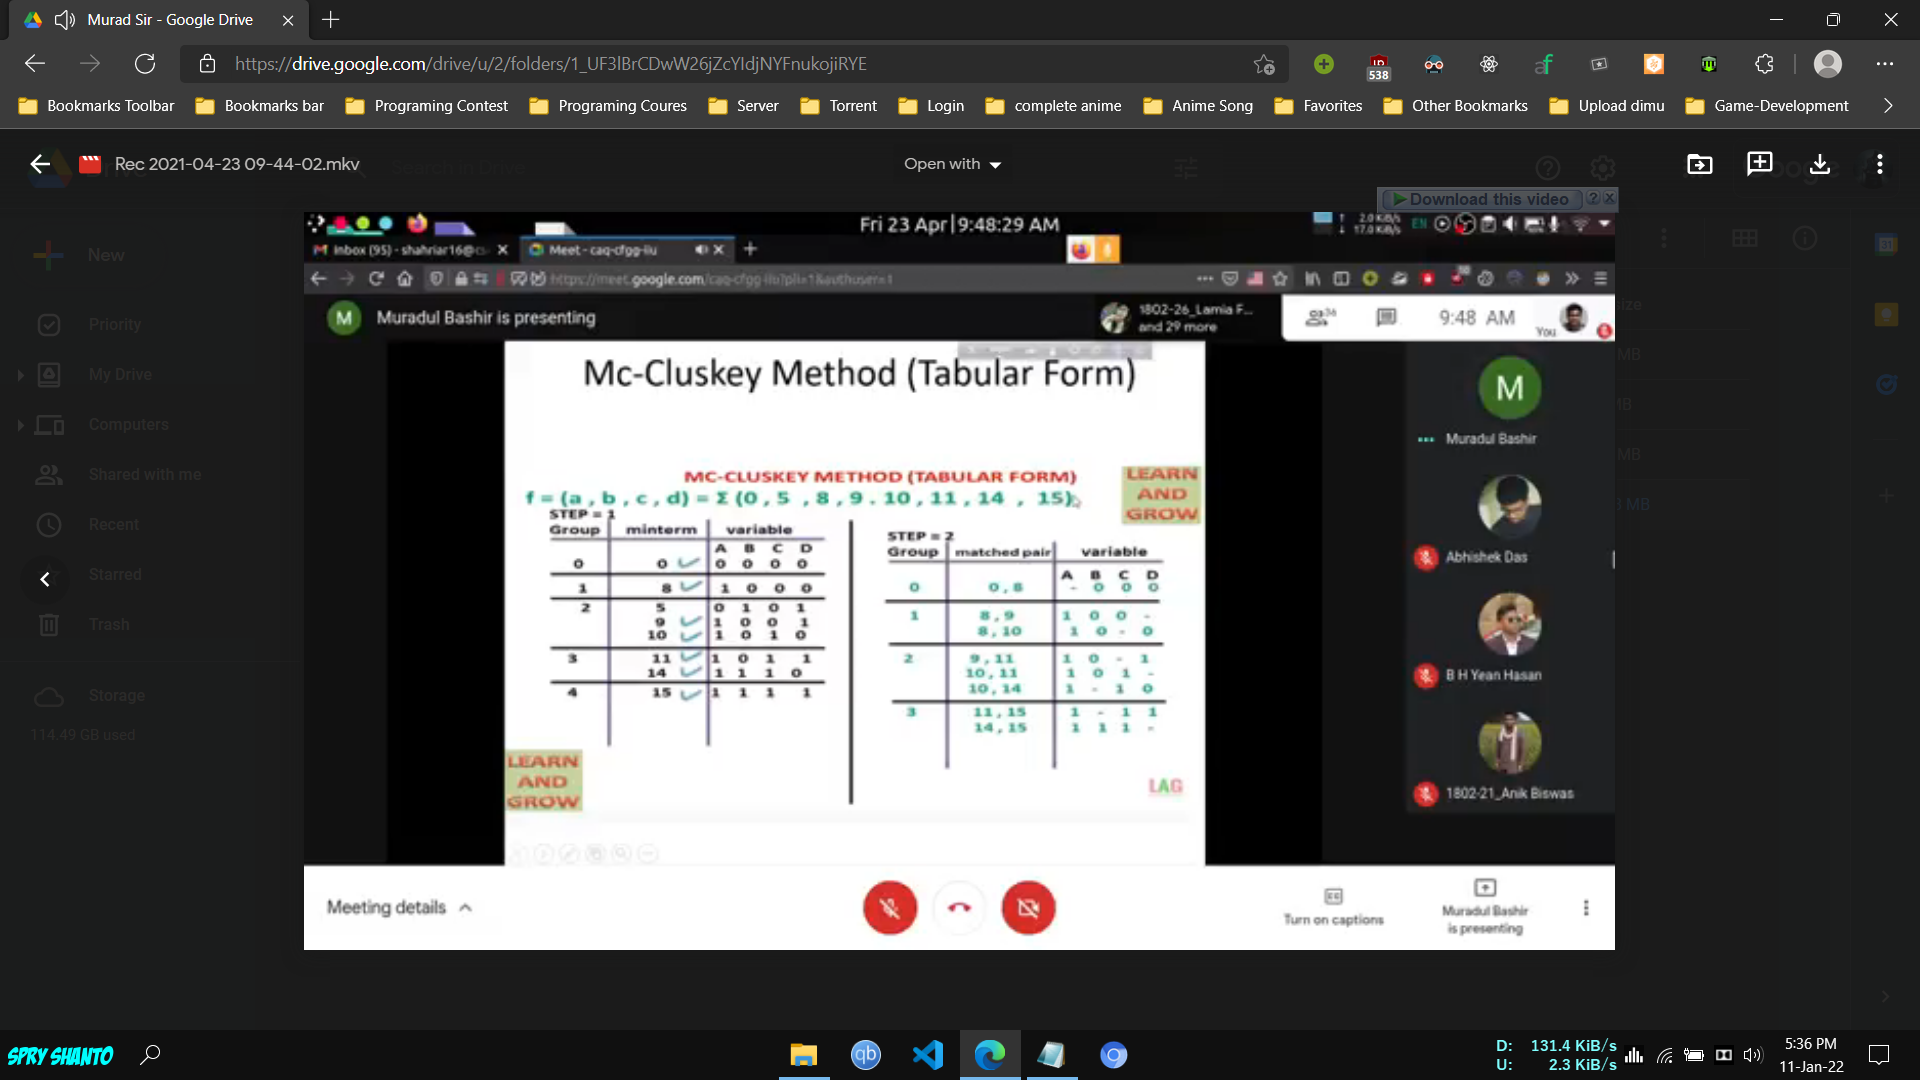 Murad Sir - Google Drive
https://drive.google.com/drive/u/2/folders/1_UF3lBrCDwW26jZcYldjNYFnukojiRYE
538
Bookmarks Toolbar Bookmarks bar Programing Contest Programing Coures Server Torrent Login complete anime Anime Song Favorites Other Bookmarks Upload dimu Game-Development
Rec 2021-04-23 09-44-02.mkv
Open with
Download this video
New
Priority
My Drive
Computers
Shared with me
Recent
Starred
Trash
Storage
114.49 GB used
Fri 23 Apr | 9:48:29 AM
EN
Inbox (95) - shahriar16@cs
Meet - caq-cfgg-iiu
https://meet.google.com/caq-cfgg-iiu?pli=1&authuser=1
M
Muradul Bashir is presenting
1802-26_Lamia F...
and 29 more
36
9:48 AM
You
Mc-Cluskey Method (Tabular Form)
MC-CLUSKEY METHOD (TABULAR FORM)
f = (a , b , c , d) = Σ (0 , 5 , 8 , 9 . 10 , 11 , 14 , 15)
LEARN
AND
GROW
STEP = 1
Group minterm variable
A B C D
0 0 0 0 0 0
1 8 1 0 0 0
2 5 0 1 0 1
9 1 0 0 1
10 1 0 1 0
3 11 1 0 1 1
14 1 1 1 0
4 15 1 1 1 1
STEP = 2
Group matched pair variable
A B C D
0 0 , 8 - 0 0 0
1 8 , 9 1 0 0 -
8 , 10 1 0 - 0
2 9 , 11 1 0 - 1
10 , 11 1 0 1 -
10 , 14 1 - 1 0
3 11 , 15 1 - 1 1
14 , 15 1 1 1 -
LEARN
AND
GROW
LAG
M
Muradul Bashir
Abhishek Das
B H Yean Hasan
1802-21_Anik Biswas
Meeting details
Turn on captions
Muradul Bashir
is presenting
SPRY SHANTO
D: 131.4 KiB/s
U: 2.3 KiB/s
5:36 PM
11-Jan-22